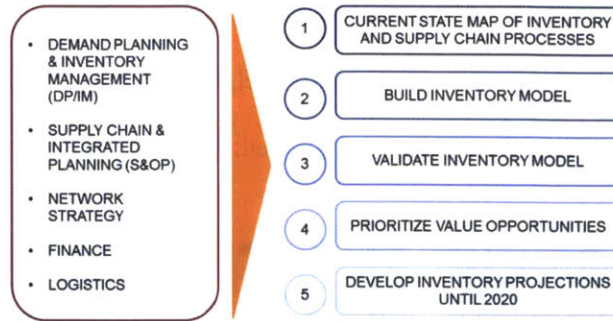 • DEMAND PLANNING
& INVENTORY
MANAGEMENT
(DP/IM)
• SUPPLY CHAIN &
INTEGRATED
PLANNING (S&OP)
• NETWORK
STRATEGY
• FINANCE
• LOGISTICS
1 CURRENT STATE MAP OF INVENTORY
AND SUPPLY CHAIN PROCESSES
2 BUILD INVENTORY MODEL
3 VALIDATE INVENTORY MODEL
4 PRIORITIZE VALUE OPPORTUNITIES
5 DEVELOP INVENTORY PROJECTIONS
UNTIL 2020